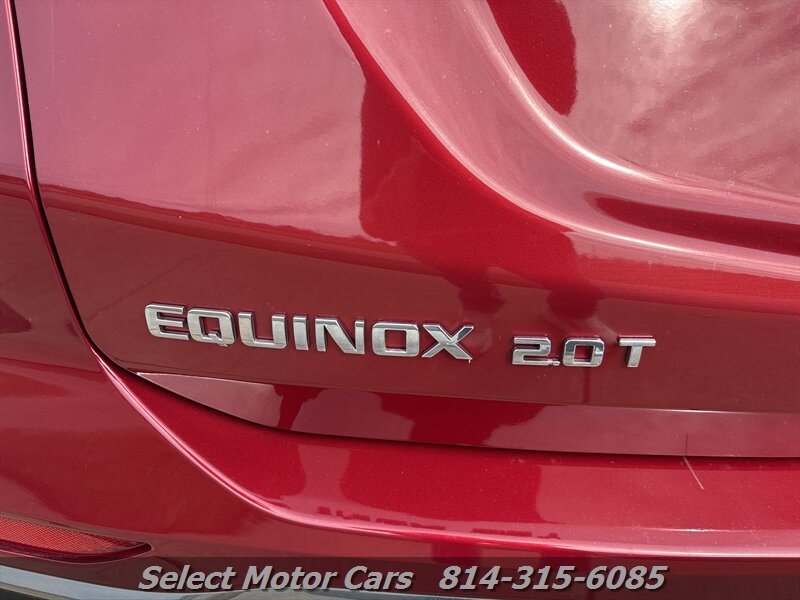 EQUINOX 2.0T
Select Motor Cars 814-315-6085